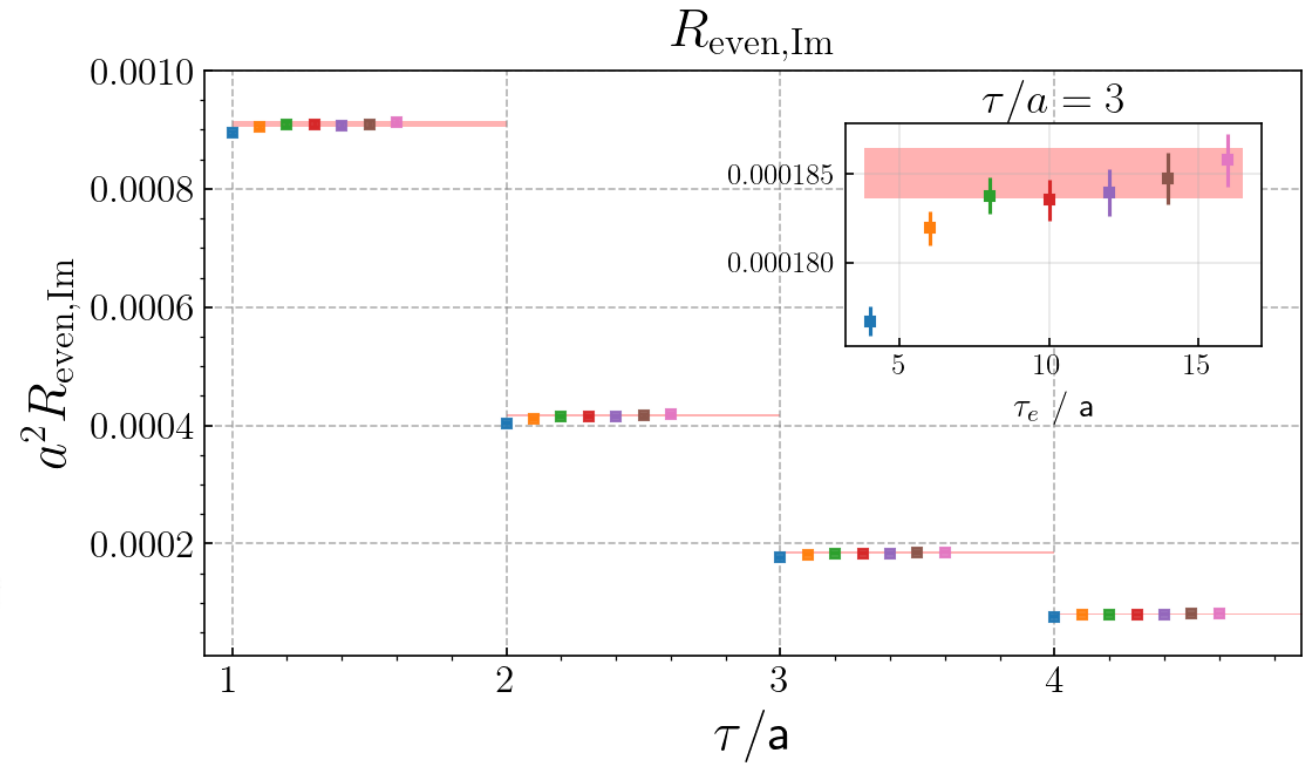 R_even,Im
0.0010
0.0008
0.0006
0.0004
0.0002
a² R_even,Im
1 2 3 4
τ/a
τ/a = 3
0.000185
0.000180
5 10 15
τ_e / a